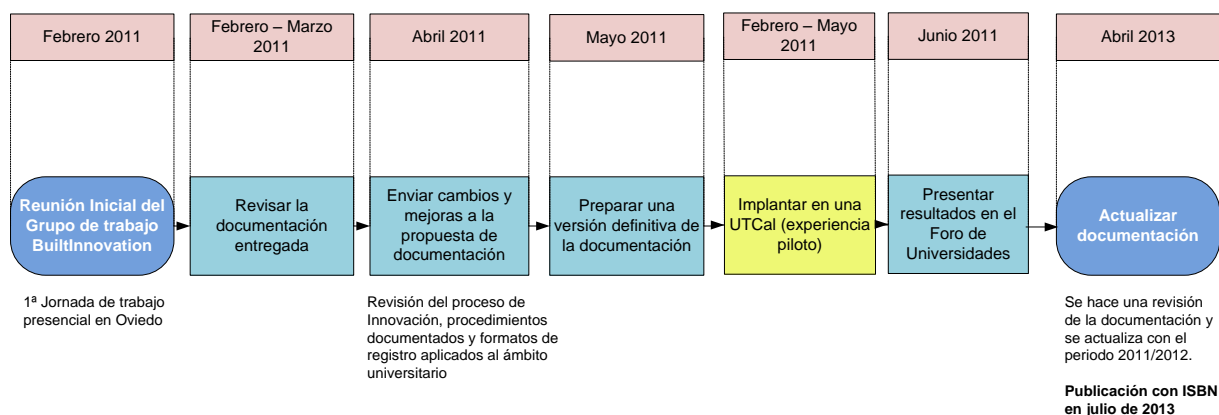 Febrero 2011
Febrero – Marzo
2011
Abril 2011
Mayo 2011
Febrero – Mayo
2011
Junio 2011
Abril 2013
Reunión Inicial del
Grupo de trabajo
BuiltInnovation
Revisar la
documentación
entregada
Enviar cambios y
mejoras a la
propuesta de
documentación
Preparar una
versión definitiva de
la documentación
Implantar en una
UTCal (experiencia
piloto)
Presentar
resultados en el
Foro de
Universidades
Actualizar
documentación
1ª Jornada de trabajo
presencial en Oviedo
Revisión del proceso de
Innovación, procedimientos
documentados y formatos de
registro aplicados al ámbito
universitario
Se hace una revisión
de la documentación y
se actualiza con el
periodo 2011/2012.
Publicación con ISBN
en julio de 2013